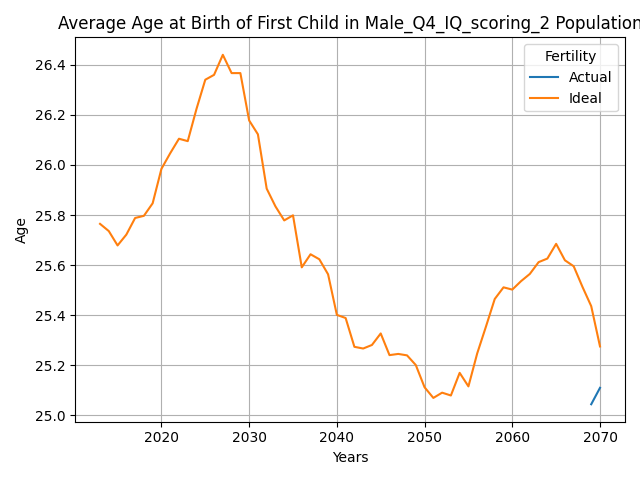 Average Age at Birth of First Child in Male_Q4_IQ_scoring_2 Population
Fertility
Actual
Ideal
26.4
26.2
26.0
25.8
25.6
25.4
25.2
25.0
Age
2020 2030 2040 2050 2060 2070
Years